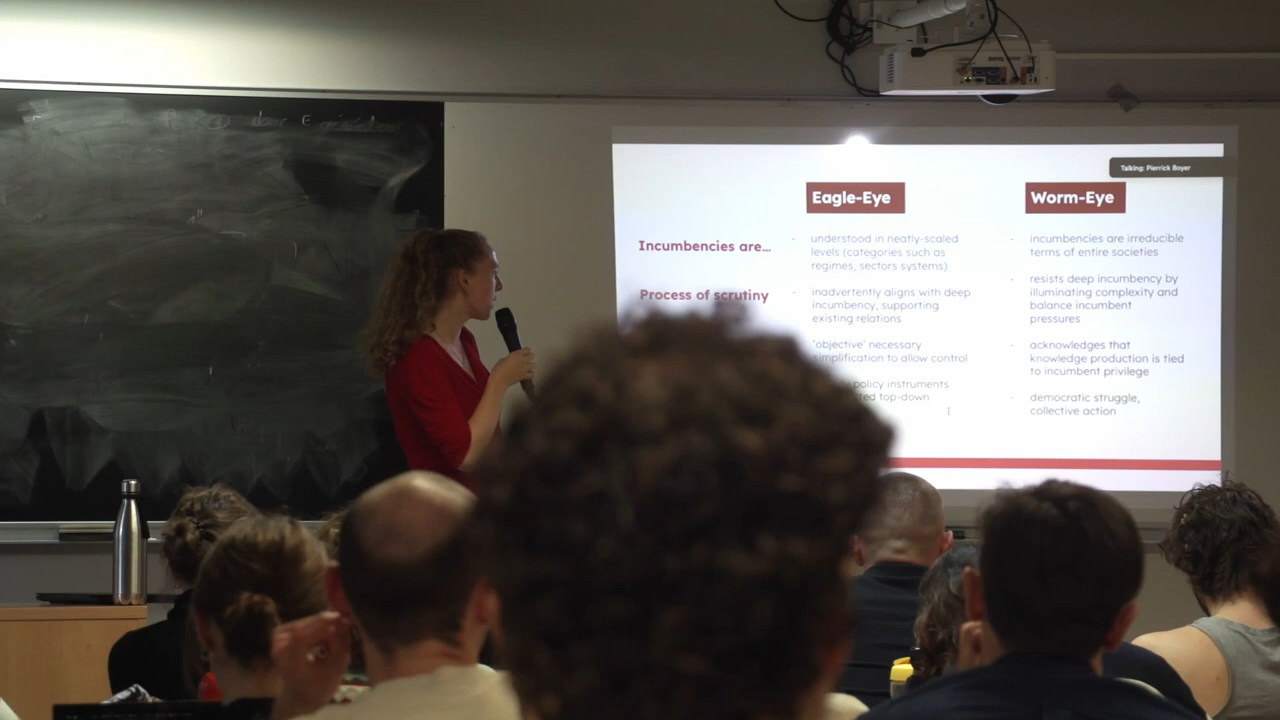 Talking: Pierrick Boyer
Eagle-Eye
Worm-Eye
Incumbencies are...
- understood in neatly-scaled
levels (categories such as
regimes, sectors systems)
- incumbencies are irreducible
terms of entire societies
Process of scrutiny
- inadvertently aligns with deep
incumbency, supporting
existing relations
- resists deep incumbency by
illuminating complexity and
balance incumbent
pressures
'objective' necessary
simplification to allow control
- acknowledges that
knowledge production is tied
to incumbent privilege
policy instruments
top-down
- democratic struggle,
collective action